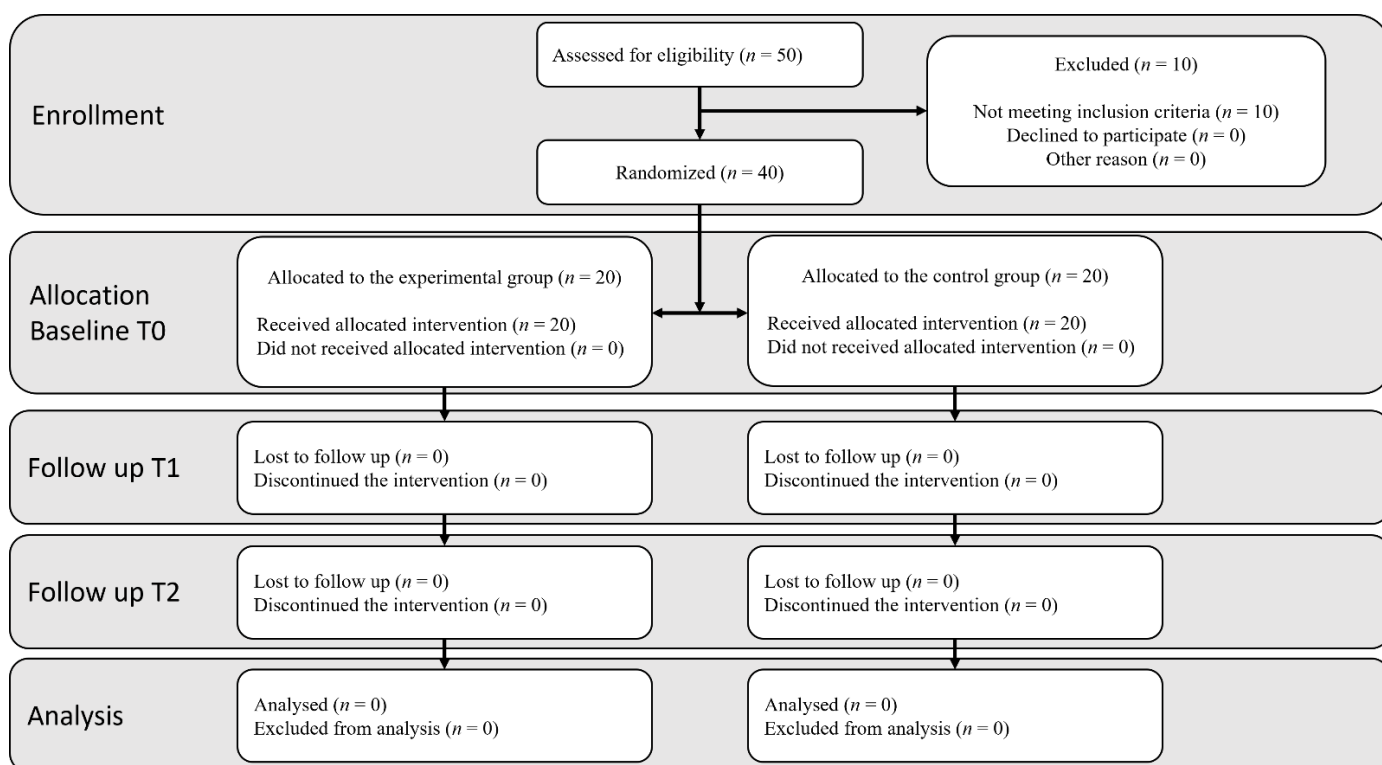 Enrollment
Assessed for eligibility (n = 50)
Excluded (n = 10)
Not meeting inclusion criteria (n = 10)
Declined to participate (n = 0)
Other reason (n = 0)
Randomized (n = 40)
Allocation
Baseline T0
Allocated to the experimental group (n = 20)
Received allocated intervention (n = 20)
Did not received allocated intervention (n = 0)
Allocated to the control group (n = 20)
Received allocated intervention (n = 20)
Did not received allocated intervention (n = 0)
Follow up T1
Lost to follow up (n = 0)
Discontinued the intervention (n = 0)
Lost to follow up (n = 0)
Discontinued the intervention (n = 0)
Follow up T2
Lost to follow up (n = 0)
Discontinued the intervention (n = 0)
Lost to follow up (n = 0)
Discontinued the intervention (n = 0)
Analysis
Analysed (n = 0)
Excluded from analysis (n = 0)
Analysed (n = 0)
Excluded from analysis (n = 0)